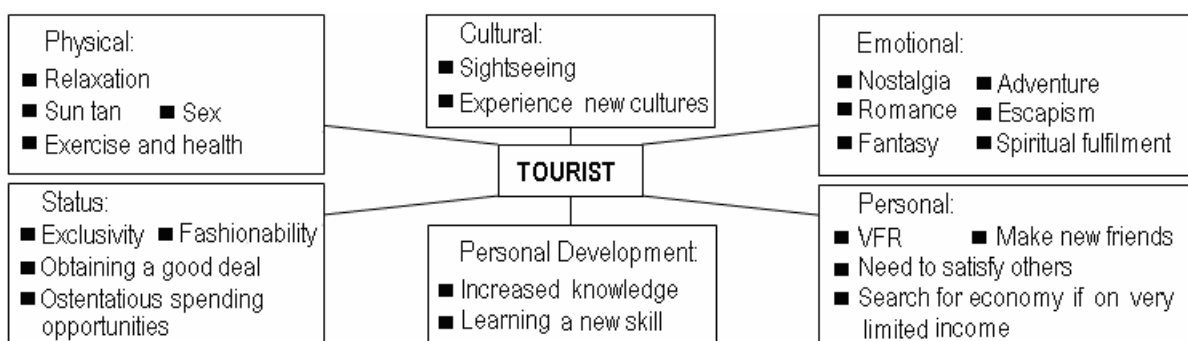 Physical:
■ Relaxation
■ Sun tan ■ Sex
■ Exercise and health
Cultural:
■ Sightseeing
■ Experience new cultures
Emotional:
■ Nostalgia ■ Adventure
■ Romance ■ Escapism
■ Fantasy ■ Spiritual fulfilment
TOURIST
Status:
■ Exclusivity ■ Fashionability
■ Obtaining a good deal
■ Ostentatious spending
opportunities
Personal Development:
■ Increased knowledge
■ Learning a new skill
Personal:
■ VFR ■ Make new friends
■ Need to satisfy others
■ Search for economy if on very
limited income